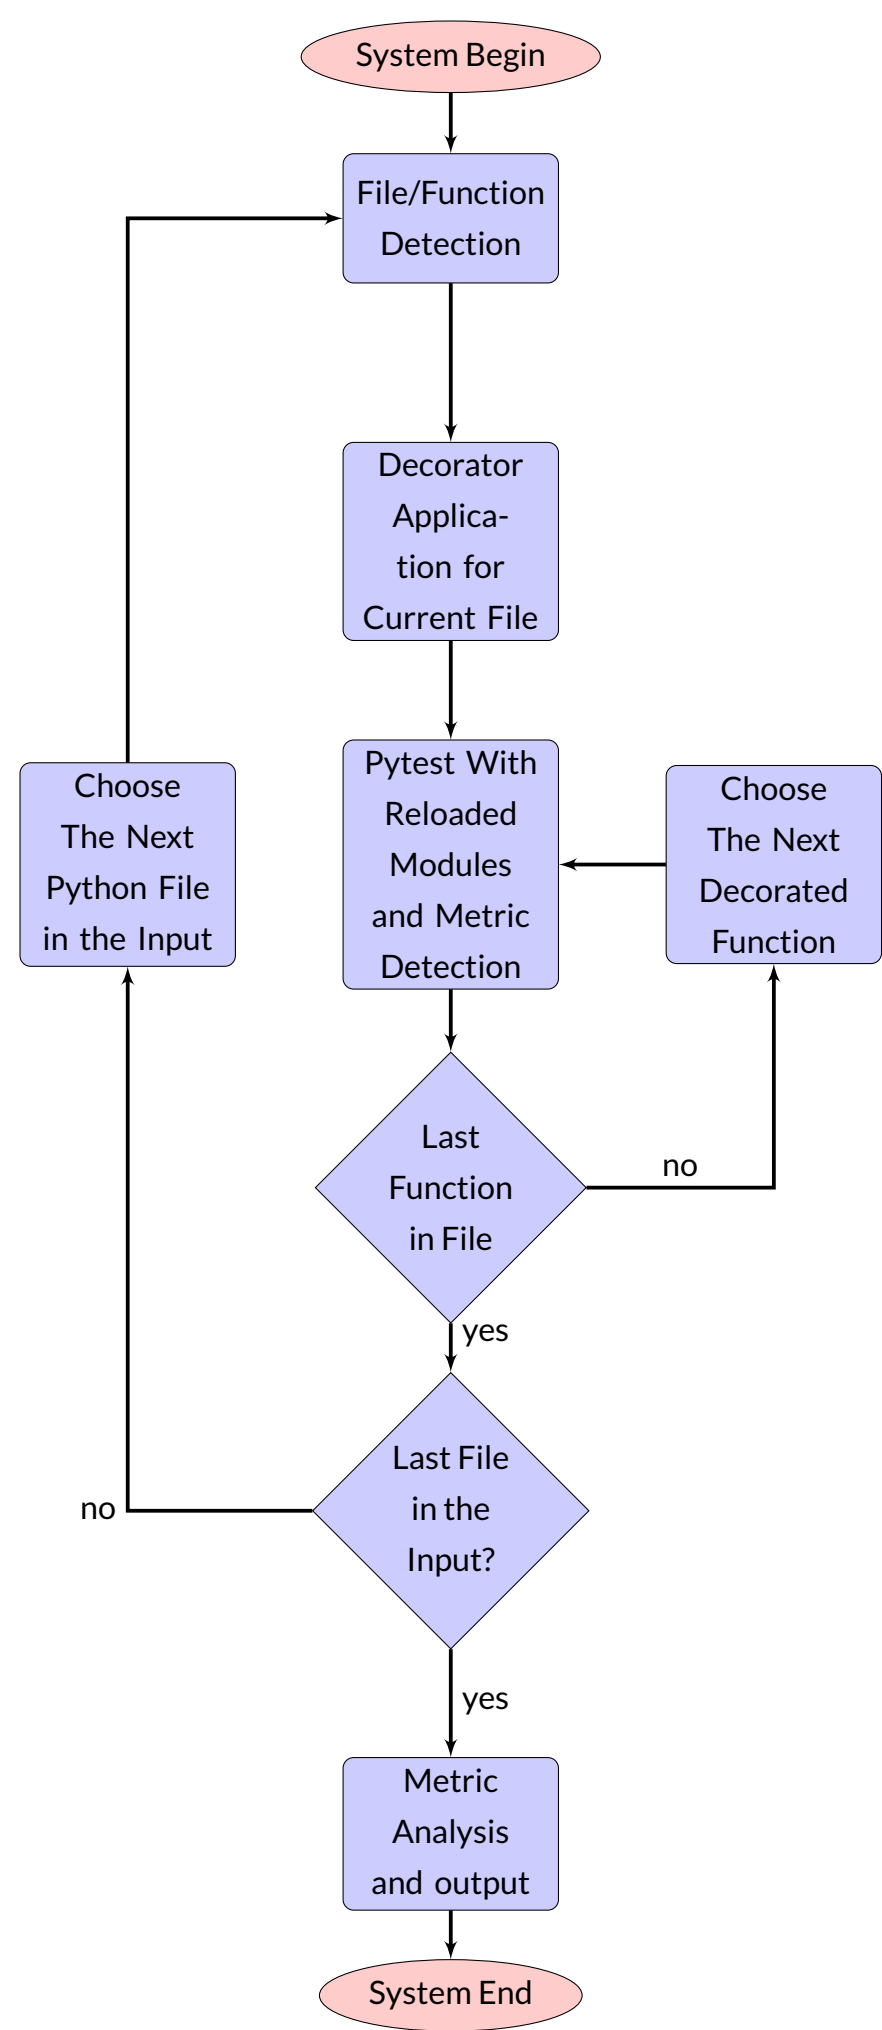 System Begin
File/Function
Detection
Decorator
Applica-
tion for
Current File
Pytest With
Reloaded
Modules
and Metric
Detection
Choose
The Next
Python File
in the Input
Choose
The Next
Decorated
Function
Last
Function
in File
no
yes
Last File
in the
Input?
no
yes
Metric
Analysis
and output
System End